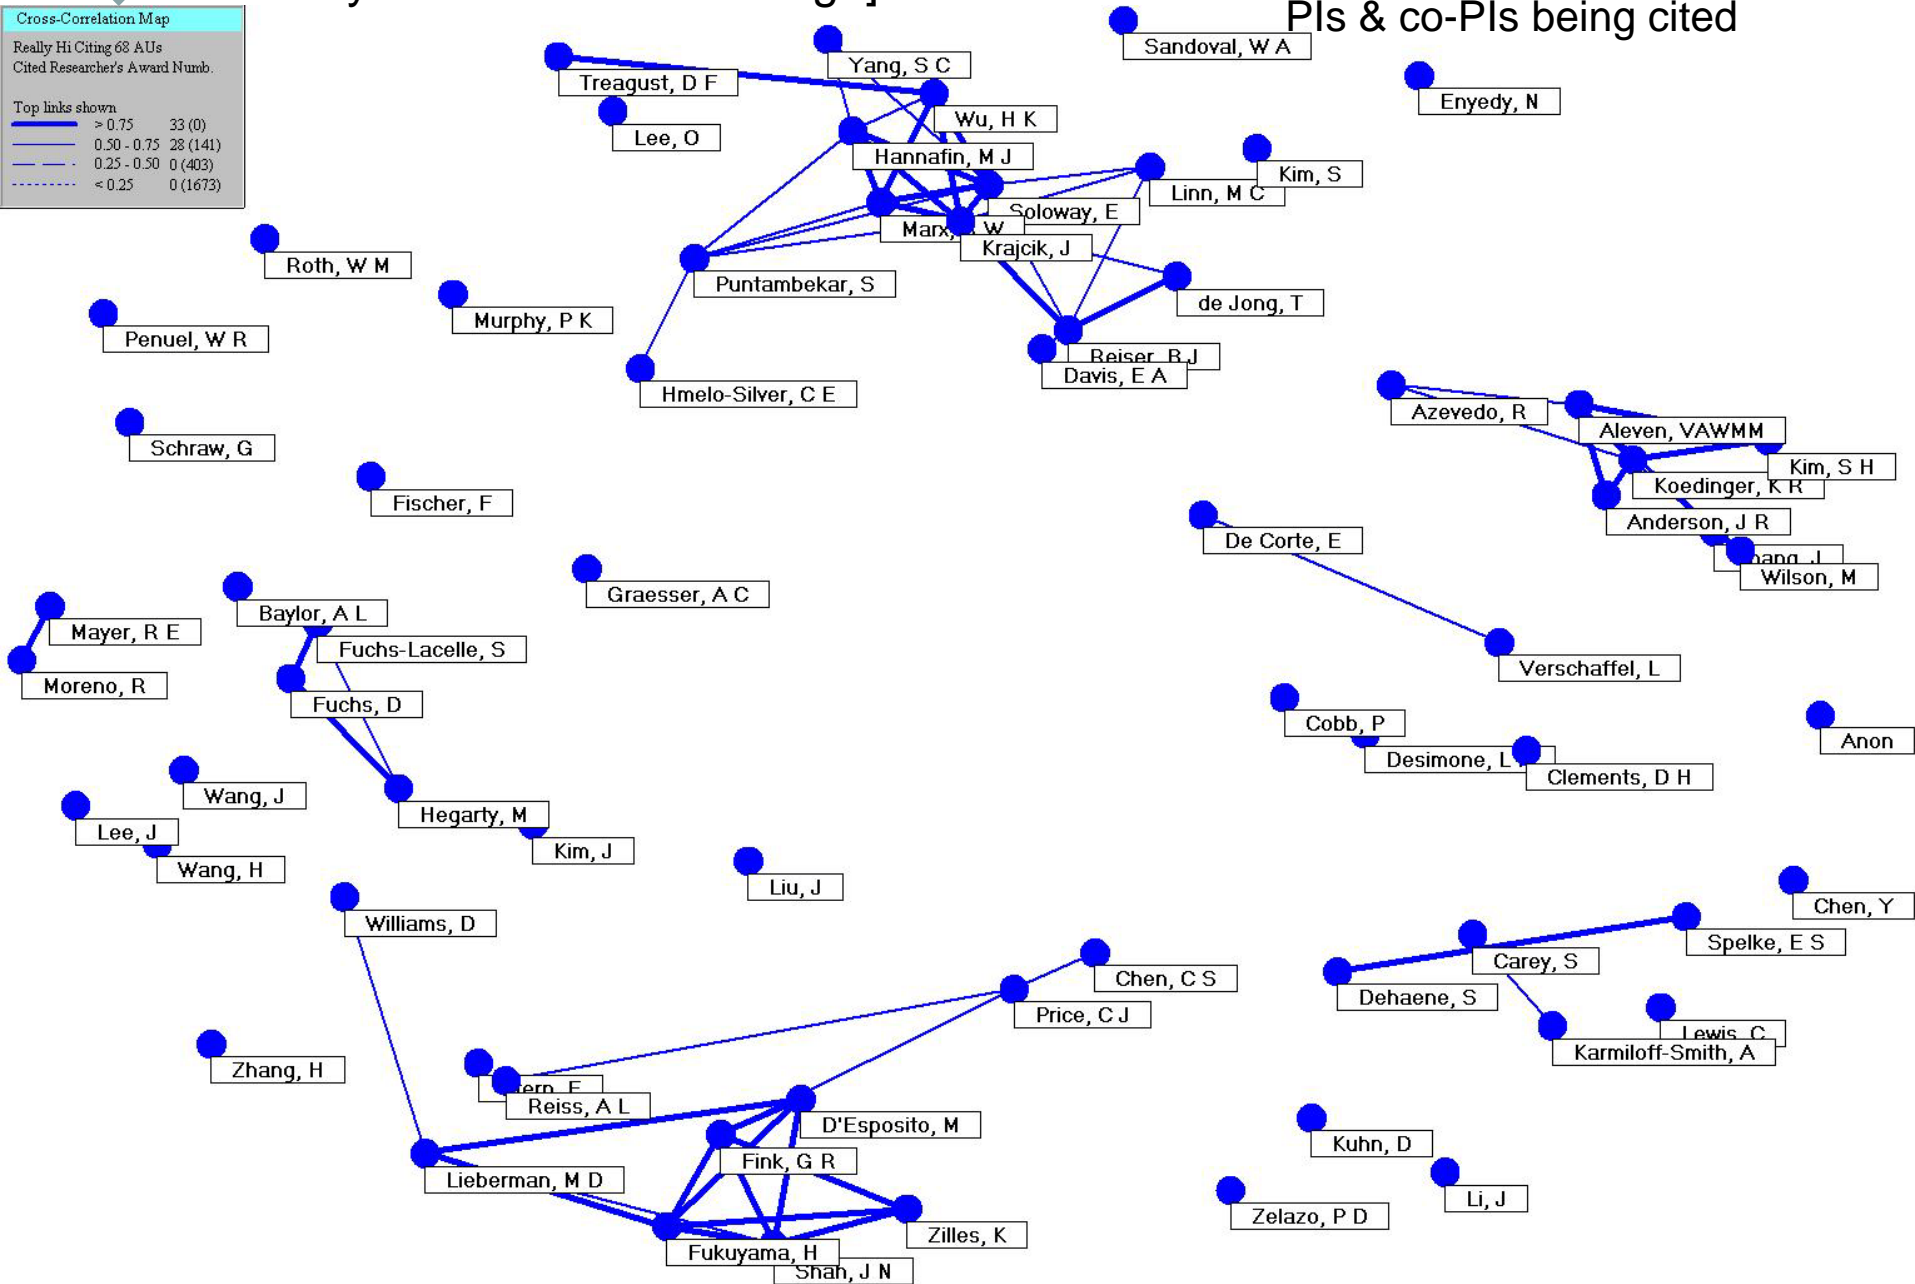 PIs & co-PIs being cited
Cross-Correlation Map
Really Hi Citing 68 AUs
Cited Researcher's Award Numb.
Top links shown
> 0.75 33 (0)
0.50 - 0.75 28 (141)
0.25 - 0.50 0 (403)
< 0.25 0 (1673)
Sandoval, W A
Yang, S C
Treagust, D F
Enyedy, N
Wu, H K
Lee, O
Hannafin, M J
Kim, S
Linn, M C
Soloway, E
Marx, W
Krajcik, J
Roth, W M
Puntambekar, S
de Jong, T
Murphy, P K
Penuel, W R
Reiser, B J
Davis, E A
Hmelo-Silver, C E
Azevedo, R
Aleven, VAWMM
Schraw, G
Kim, S H
Koedinger, K R
Fischer, F
Anderson, J R
De Corte, E
Wilson, M
Graesser, A C
Baylor, A L
Mayer, R E
Fuchs-Lacelle, S
Verschaffel, L
Moreno, R
Fuchs, D
Cobb, P
Anon
Desimone, L
Clements, D H
Wang, J
Hegarty, M
Lee, J
Kim, J
Wang, H
Liu, J
Chen, Y
Williams, D
Spelke, E S
Carey, S
Chen, C S
Dehaene, S
Price, C J
Lewis, C
Karmiloff-Smith, A
Zhang, H
Reiss, A L
D'Esposito, M
Kuhn, D
Fink, G R
Lieberman, M D
Li, J
Zelazo, P D
Zilles, K
Fukuyama, H
Shah, J N